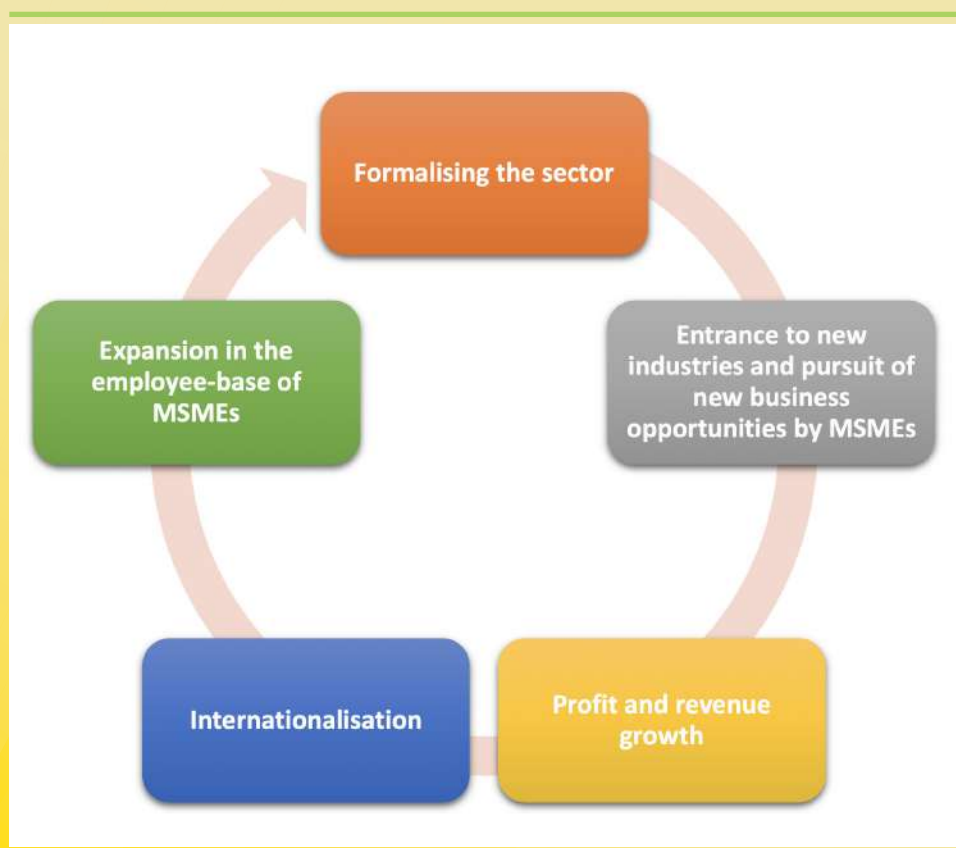 Formalising the sector
Entrance to new
industries and pursuit of
new business
opportunities by MSMEs
Profit and revenue
growth
Internationalisation
Expansion in the
employee-base of
MSMEs